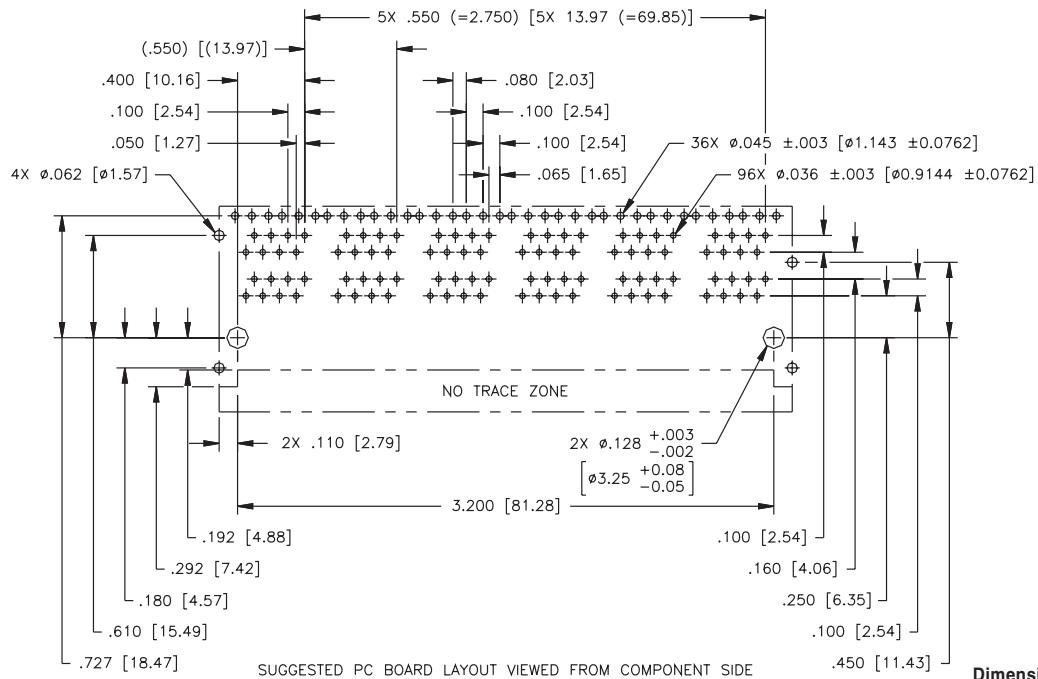 5X .550 (=2.750) [5X 13.97 (=69.85)]
(.550) [(13.97)]
.400 [10.16]
.080 [2.03]
.100 [2.54]
.100 [2.54]
.050 [1.27]
.100 [2.54]
36X ø.045 ±.003 [ø1.143 ±0.0762]
4X ø.062 [ø1.57]
.065 [1.65]
96X ø.036 ±.003 [ø0.9144 ±0.0762]
NO TRACE ZONE
2X .110 [2.79]
2X ø.128 +.003 -.002
[ø3.25 +0.08 -0.05]
3.200 [81.28]
.192 [4.88]
.100 [2.54]
.292 [7.42]
.160 [4.06]
.180 [4.57]
.250 [6.35]
.610 [15.49]
.100 [2.54]
.727 [18.47]
SUGGESTED PC BOARD LAYOUT VIEWED FROM COMPONENT SIDE
.450 [11.43]
Dimensi